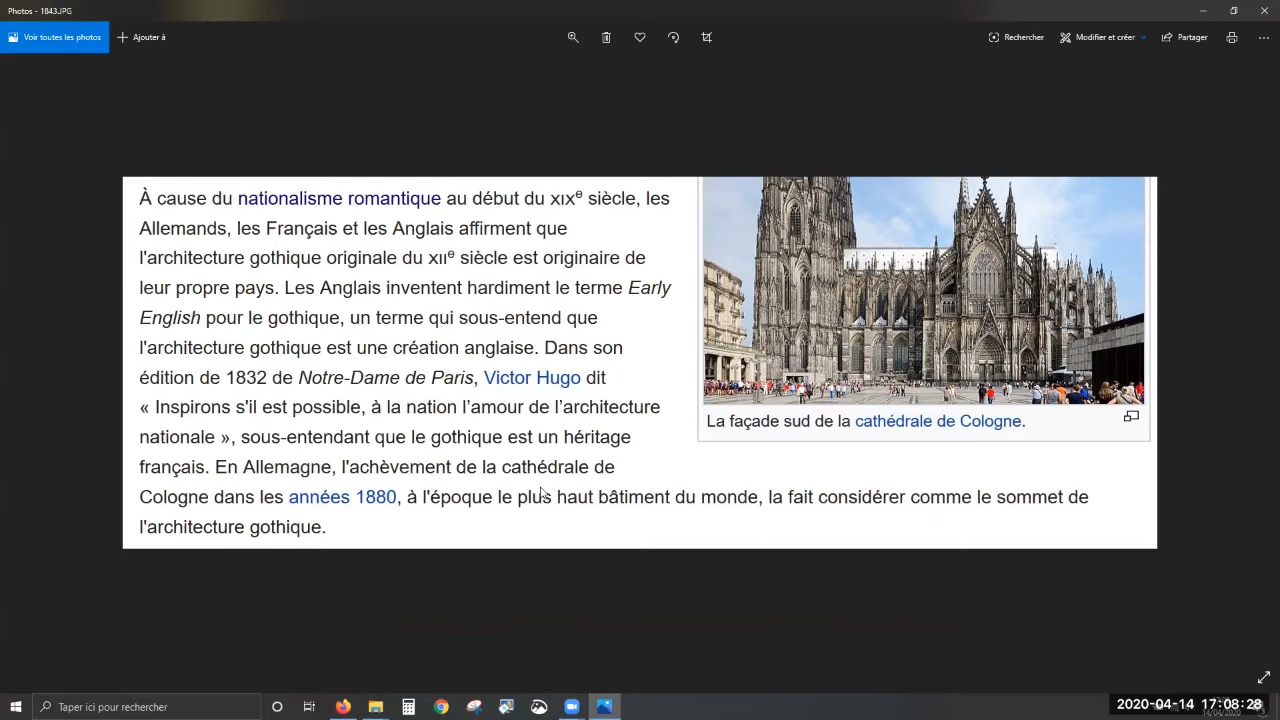 Photos - 1843.JPG
Voir toutes les photos
Ajouter à
Rechercher
Modifier et créer
Partager
À cause du nationalisme romantique au début du XIXe siècle, les
Allemands, les Français et les Anglais affirment que
l'architecture gothique originale du XIIe siècle est originaire de
leur propre pays. Les Anglais inventent hardiment le terme Early
English pour le gothique, un terme qui sous-entend que
l'architecture gothique est une création anglaise. Dans son
édition de 1832 de Notre-Dame de Paris, Victor Hugo dit
« Inspirons s'il est possible, à la nation l’amour de l’architecture
nationale », sous-entendant que le gothique est un héritage
français. En Allemagne, l'achèvement de la cathédrale de
Cologne dans les années 1880, à l'époque le plus haut bâtiment du monde, la fait considérer comme le sommet de
l'architecture gothique.
La façade sud de la cathédrale de Cologne.
Taper ici pour rechercher
2020-04-14 17:08:28